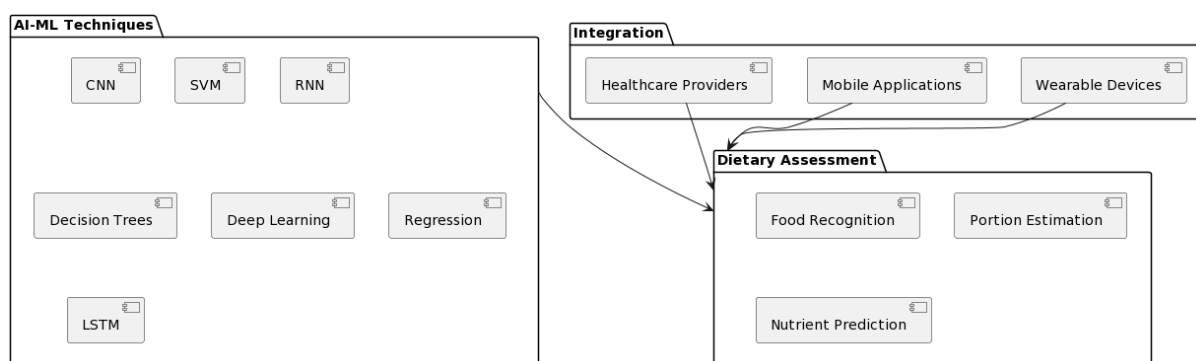 AI-ML Techniques
CNN
SVM
RNN
Decision Trees
Deep Learning
Regression
LSTM
Integration
Healthcare Providers
Mobile Applications
Wearable Devices
Dietary Assessment
Food Recognition
Portion Estimation
Nutrient Prediction